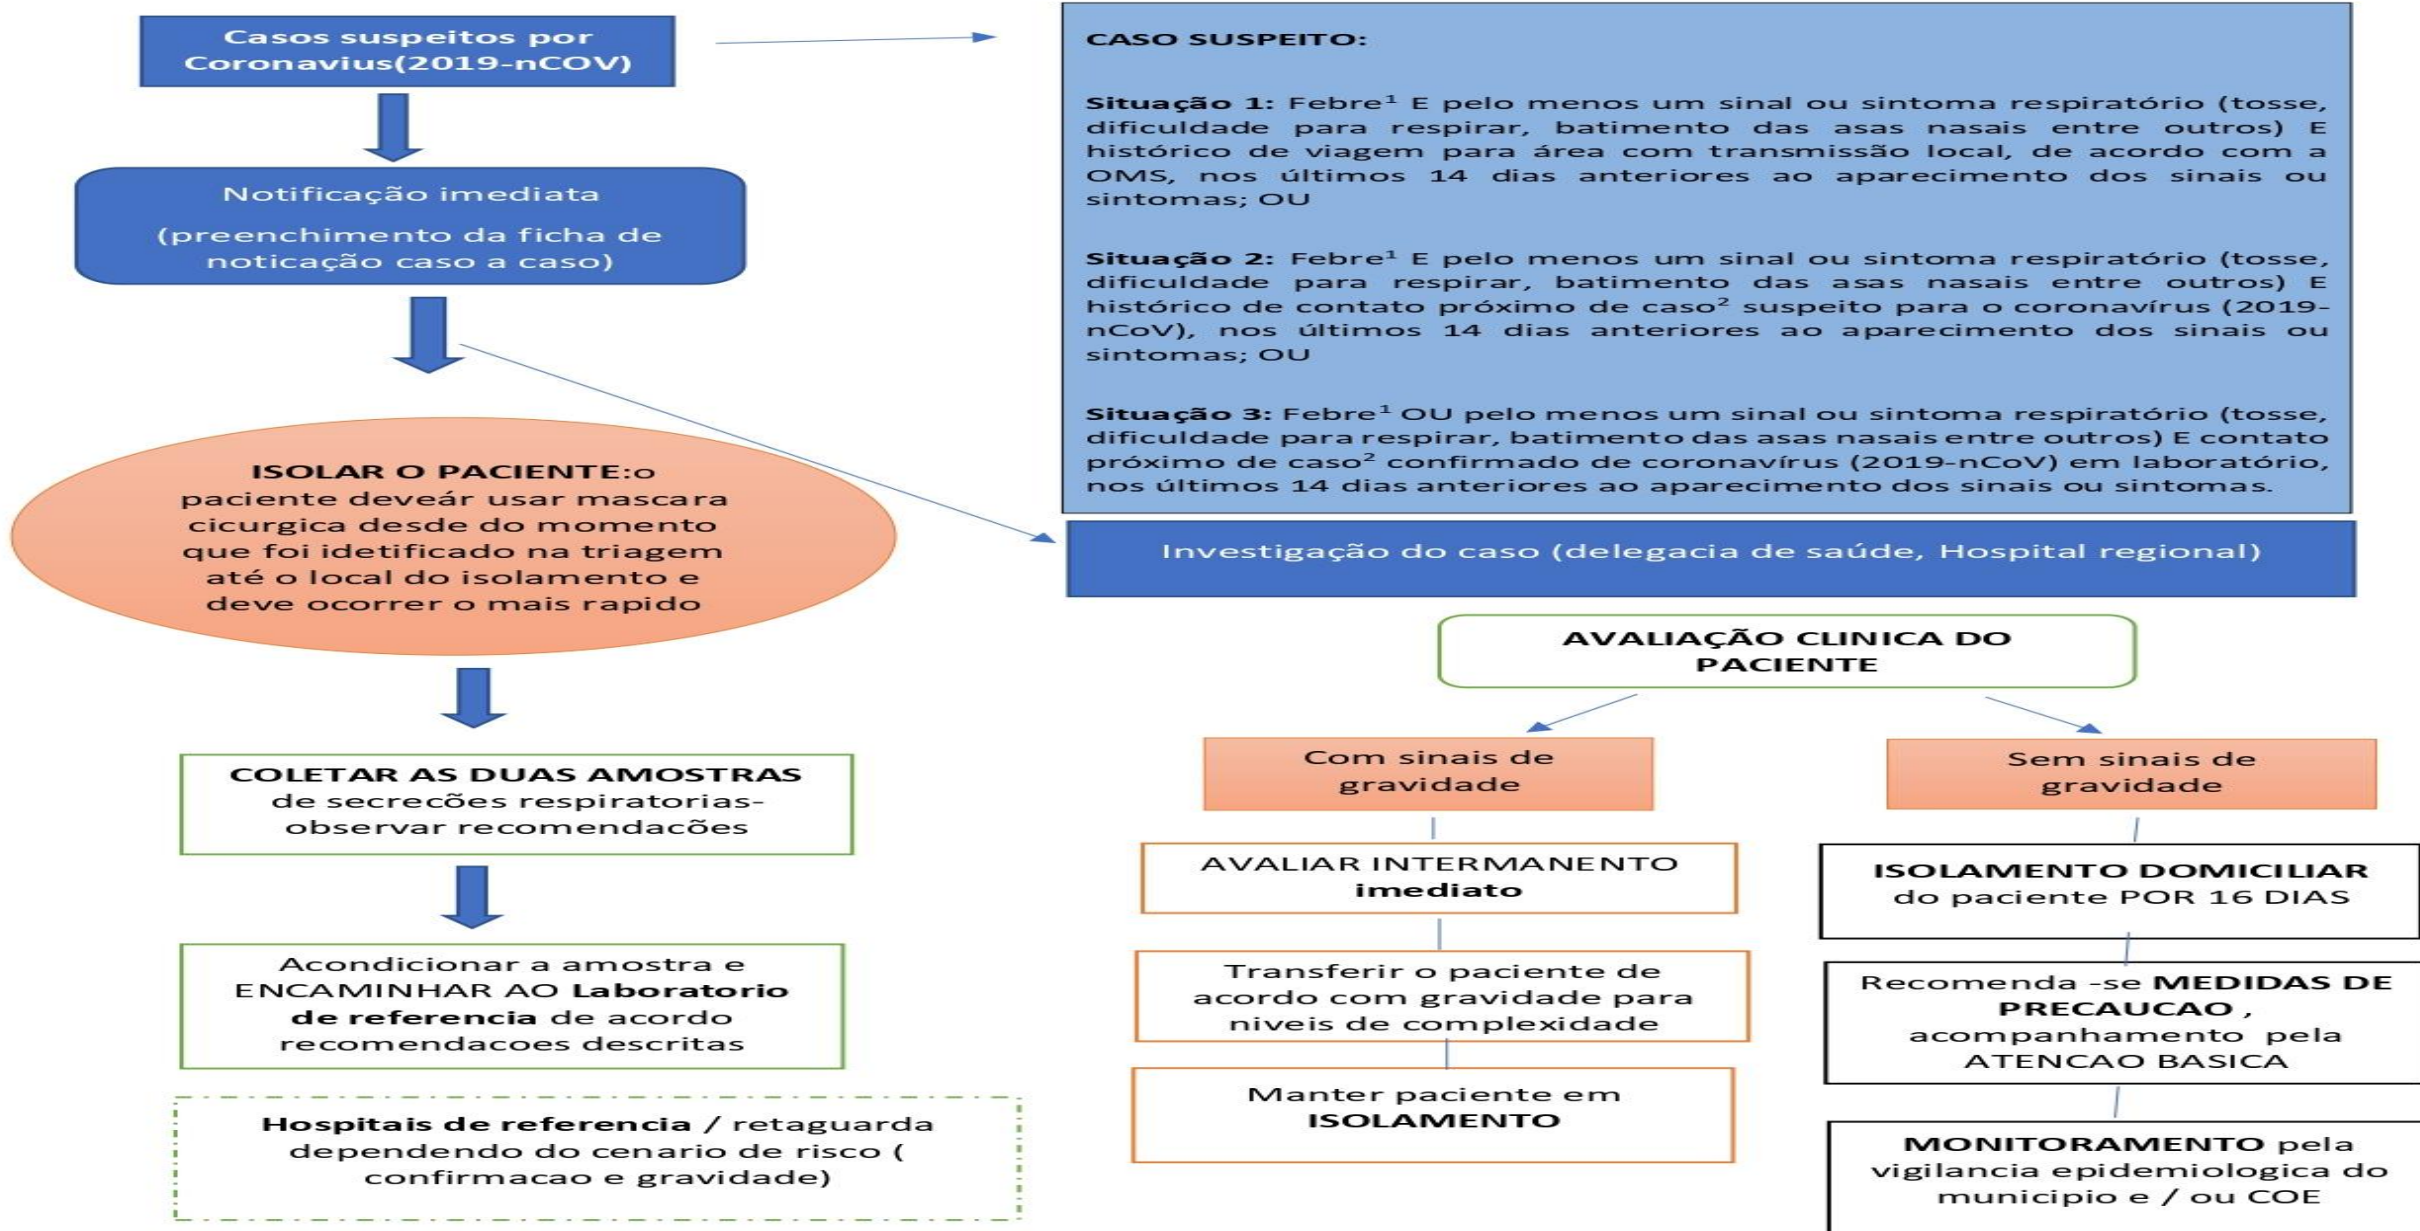 Casos suspeitos por
Coronavius(2019-nCOV)
Notificação imediata
(preenchimento da ficha de
noticação caso a caso)
ISOLAR O PACIENTE:o
paciente deveár usar mascara
cicurgica desde do momento
que foi idetificado na triagem
até o local do isolamento e
deve ocorrer o mais rapido
COLETAR AS DUAS AMOSTRAS
de secrecões respiratorias-
observar recomendacões
Acondicionar a amostra e
ENCAMINHAR AO Laboratorio
de referencia de acordo
recomendacoes descritas
Hospitais de referencia / retaguarda
dependendo do cenario de risco (
confirmacao e gravidade)
CASO SUSPEITO:
Situação 1: Febre¹ E pelo menos um sinal ou sintoma respiratório (tosse,
dificuldade para respirar, batimento das asas nasais entre outros) E
histórico de viagem para área com transmissão local, de acordo com a
OMS, nos últimos 14 dias anteriores ao aparecimento dos sinais ou
sintomas; OU
Situação 2: Febre¹ E pelo menos um sinal ou sintoma respiratório (tosse,
dificuldade para respirar, batimento das asas nasais entre outros) E
histórico de contato próximo de caso² suspeito para o coronavírus (2019-
nCoV), nos últimos 14 dias anteriores ao aparecimento dos sinais ou
sintomas; OU
Situação 3: Febre¹ OU pelo menos um sinal ou sintoma respiratório (tosse,
dificuldade para respirar, batimento das asas nasais entre outros) E contato
próximo de caso² confirmado de coronavírus (2019-nCoV) em laboratório,
nos últimos 14 dias anteriores ao aparecimento dos sinais ou sintomas.
Investigação do caso (delegacia de saúde, Hospital regional)
AVALIAÇÃO CLINICA DO
PACIENTE
Com sinais de
gravidade
AVALIAR INTERMANENTO
imediato
Transferir o paciente de
acordo com gravidade para
niveis de complexidade
Manter paciente em
ISOLAMENTO
Sem sinais de
gravidade
ISOLAMENTO DOMICILIAR
do paciente POR 16 DIAS
Recomenda -se MEDIDAS DE
PRECAUCAO ,
acompanhamento pela
ATENCAO BASICA
MONITORAMENTO pela
vigilancia epidemiologica do
municipio e / ou COE